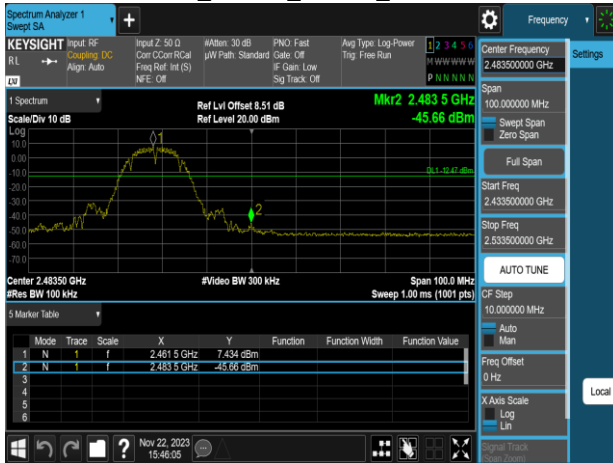 Spectrum Analyzer 1
Swept SA
+
Frequency
KEYSIGHT
Input: RF
Coupling: DC
Align: Auto
Input Z: 50 Ω
Corr CCorr RCal
Freq Ref: Int (S)
NFE: Off
#Atten: 30 dB
µW Path: Standard
PNO: Fast
Gate: Off
IF Gain: Low
Sig Track: Off
Avg Type: Log-Power
Trig: Free Run
1 2 3 4 5 6
M W W W W W
P N N N N N
RL
LXI
1 Spectrum
Scale/Div 10 dB
Ref Lvl Offset 8.51 dB
Ref Level 20.00 dBm
Mkr2 2.483 5 GHz
-45.66 dBm
Log
10.0
0.00
-10.0
-20.0
-30.0
-40.0
-50.0
-60.0
-70.0
1
2
DL1 -12.47 dBm
Center 2.48350 GHz
#Res BW 100 kHz
#Video BW 300 kHz
Span 100.0 MHz
Sweep 1.00 ms (1001 pts)
5 Marker Table
Mode Trace Scale X Y Function Function Width Function Value
1 N 1 f 2.461 5 GHz 7.434 dBm
2 N 1 f 2.483 5 GHz -45.66 dBm
3
4
5
6
?
Nov 22, 2023
15:46:05
Center Frequency
2.483500000 GHz
Settings
Span
100.000000 MHz
Swept Span
Zero Span
Full Span
Start Freq
2.433500000 GHz
Stop Freq
2.533500000 GHz
AUTO TUNE
CF Step
10.000000 MHz
Auto
Man
Freq Offset
0 Hz
X Axis Scale
Log
Lin
Local
Signal Track
(Span Zoom)